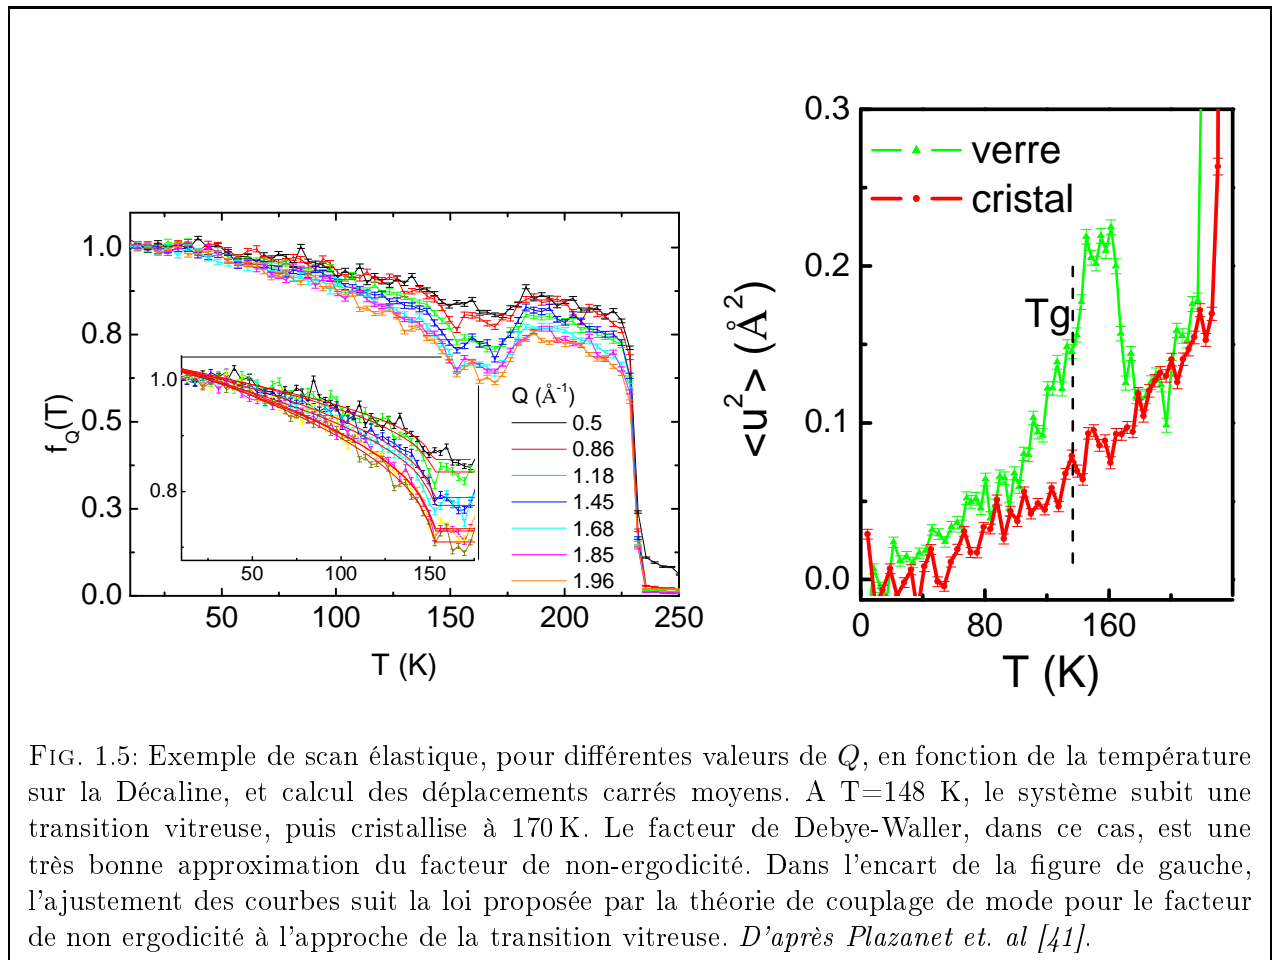 1.0
0.8
0.5
0.3
0.0
f_Q(T)
50
100
150
200
250
T (K)
1.0
0.8
50
100
150
Q (Å⁻¹)
0.5
0.86
1.18
1.45
1.68
1.85
1.96
0.3
0.2
0.1
0.0
<u²> (Å²)
verre
cristal
Tg
0
80
160
T (K)
FIG. 1.5: Exemple de scan élastique, pour différentes valeurs de Q, en fonction de la température
sur la Décaline, et calcul des déplacements carrés moyens. A T=148 K, le système subit une
transition vitreuse, puis cristallise à 170 K. Le facteur de Debye-Waller, dans ce cas, est une
très bonne approximation du facteur de non-ergodicité. Dans l'encart de la figure de gauche,
l'ajustement des courbes suit la loi proposée par la théorie de couplage de mode pour le facteur
de non ergodicité à l'approche de la transition vitreuse. D'après Plazanet et. al [41].